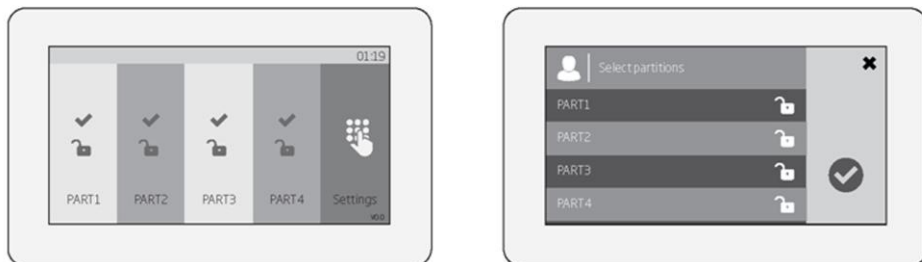 01:19
PART1 PART2 PART3 PART4 Settings
Select partitions
PART1
PART2
PART3
PART4